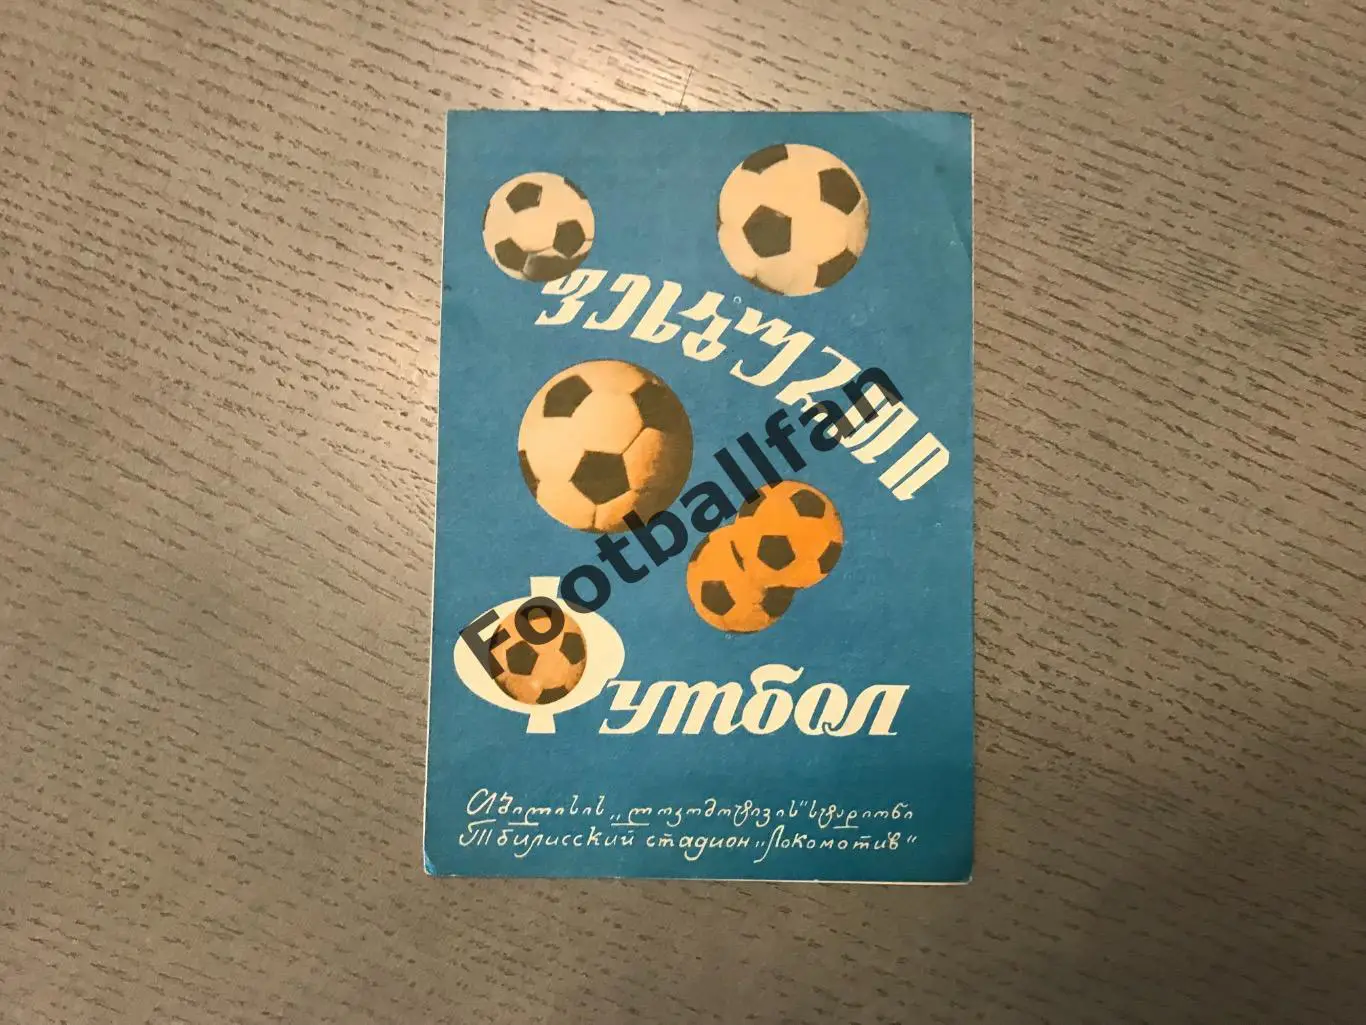 ფეხბურთი
Footballfan
Футбол
თბილისის „ლოკომოტივის“ სტადიონი
Тбилисский стадион „Локомотив“